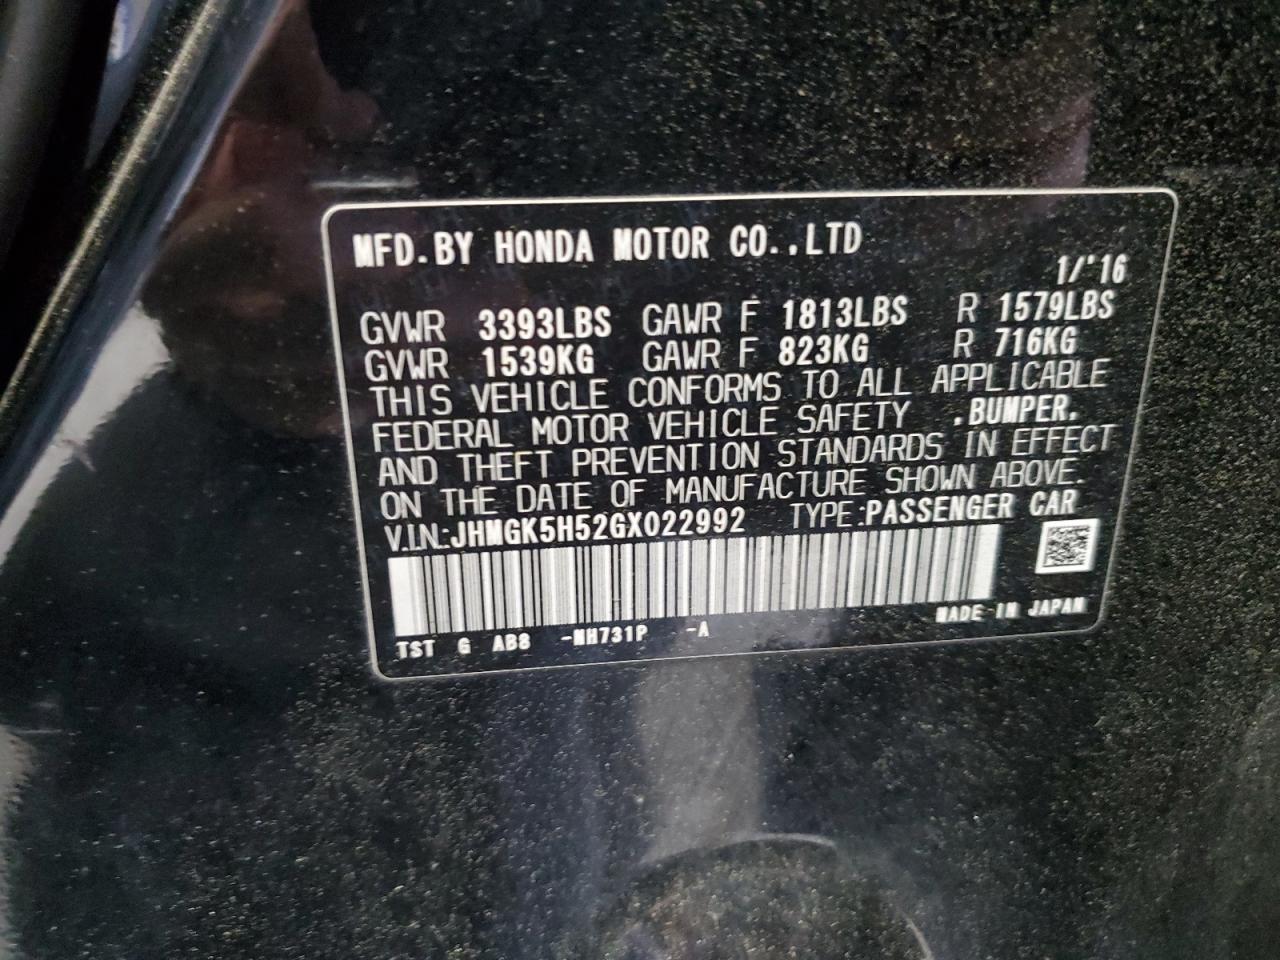 MFD.BY HONDA MOTOR CO.,LTD
1/'16
GVWR 3393LBS GAWR F 1813LBS R 1579LBS
GVWR 1539KG GAWR F 823KG R 716KG
THIS VEHICLE CONFORMS TO ALL APPLICABLE
FEDERAL MOTOR VEHICLE SAFETY ,BUMPER,
AND THEFT PREVENTION STANDARDS IN EFFECT
ON THE DATE OF MANUFACTURE SHOWN ABOVE.
V.I.N.:JHMGK5H52GX022992 TYPE:PASSENGER CAR
MADE IN JAPAN
TST G AB8 -NH731P -A